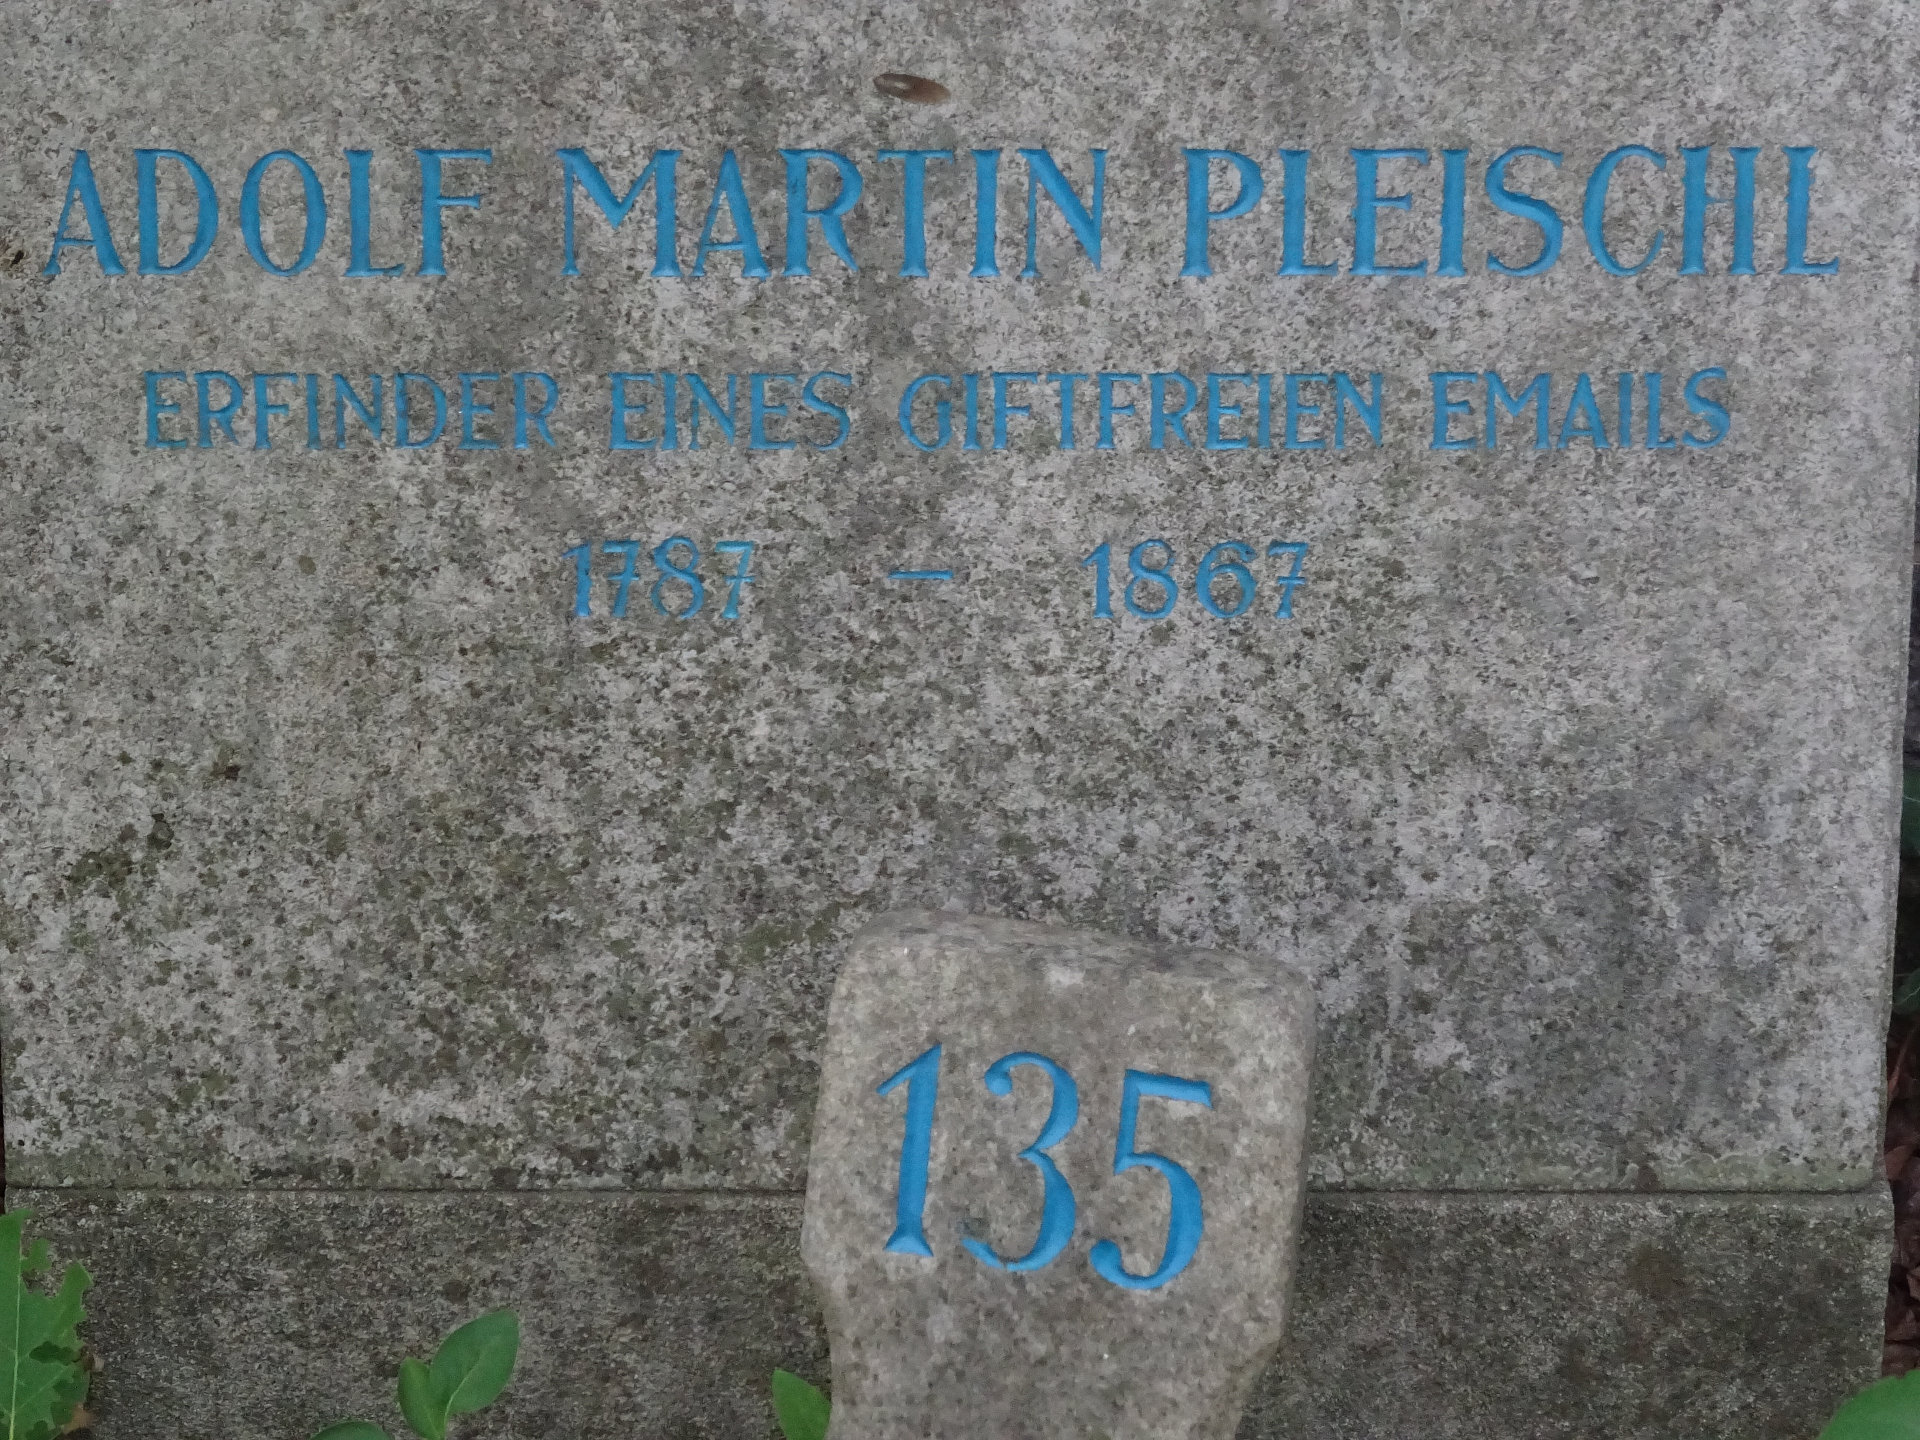 ADOLF MARTIN PLEISCHL
ERFINDER EINES GIFTFREIEN EMAILS
1787 — 1867
135